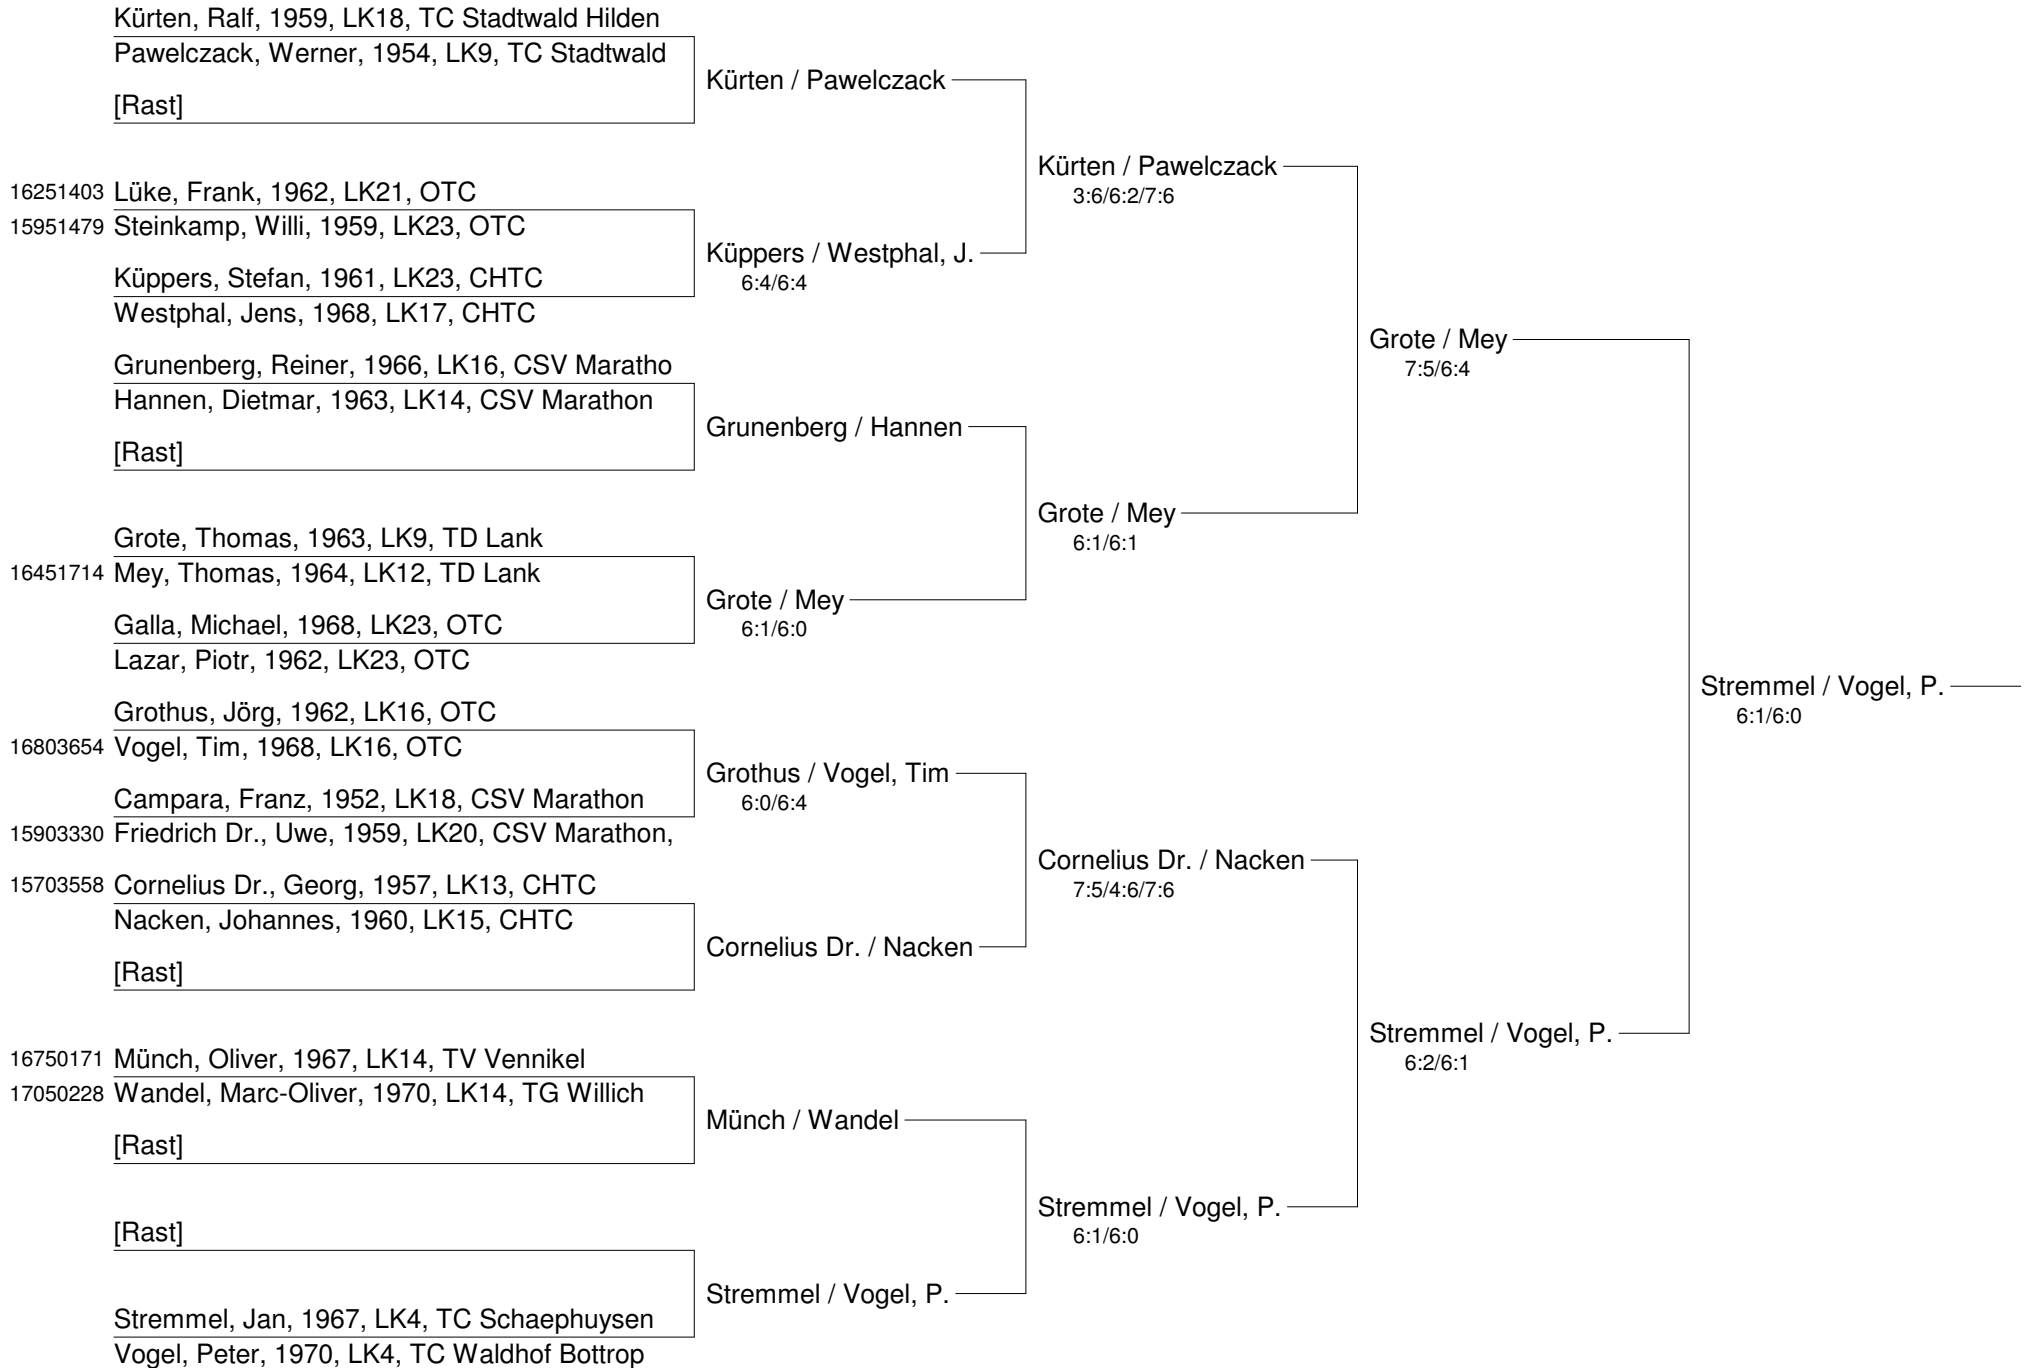 Kürten, Ralf, 1959, LK18, TC Stadtwald Hilden
Pawelczack, Werner, 1954, LK9, TC Stadtwald
Kürten / Pawelczack
[Rast]
Kürten / Pawelczack
3:6/6:2/7:6
16251403 Lüke, Frank, 1962, LK21, OTC
15951479 Steinkamp, Willi, 1959, LK23, OTC
Küppers / Westphal, J.
6:4/6:4
Küppers, Stefan, 1961, LK23, CHTC
Westphal, Jens, 1968, LK17, CHTC
Grote / Mey
7:5/6:4
Grunenberg, Reiner, 1966, LK16, CSV Maratho
Hannen, Dietmar, 1963, LK14, CSV Marathon
Grunenberg / Hannen
[Rast]
Grote / Mey
6:1/6:1
Grote, Thomas, 1963, LK9, TD Lank
16451714 Mey, Thomas, 1964, LK12, TD Lank
Grote / Mey
6:1/6:0
Galla, Michael, 1968, LK23, OTC
Lazar, Piotr, 1962, LK23, OTC
Stremmel / Vogel, P.
6:1/6:0
Grothus, Jörg, 1962, LK16, OTC
16803654 Vogel, Tim, 1968, LK16, OTC
Grothus / Vogel, Tim
6:0/6:4
Campara, Franz, 1952, LK18, CSV Marathon
15903330 Friedrich Dr., Uwe, 1959, LK20, CSV Marathon,
Cornelius Dr. / Nacken
7:5/4:6/7:6
15703558 Cornelius Dr., Georg, 1957, LK13, CHTC
Nacken, Johannes, 1960, LK15, CHTC
Cornelius Dr. / Nacken
[Rast]
Stremmel / Vogel, P.
6:2/6:1
16750171 Münch, Oliver, 1967, LK14, TV Vennikel
17050228 Wandel, Marc-Oliver, 1970, LK14, TG Willich
Münch / Wandel
[Rast]
Stremmel / Vogel, P.
6:1/6:0
[Rast]
Stremmel / Vogel, P.
Stremmel, Jan, 1967, LK4, TC Schaephuysen
Vogel, Peter, 1970, LK4, TC Waldhof Bottrop